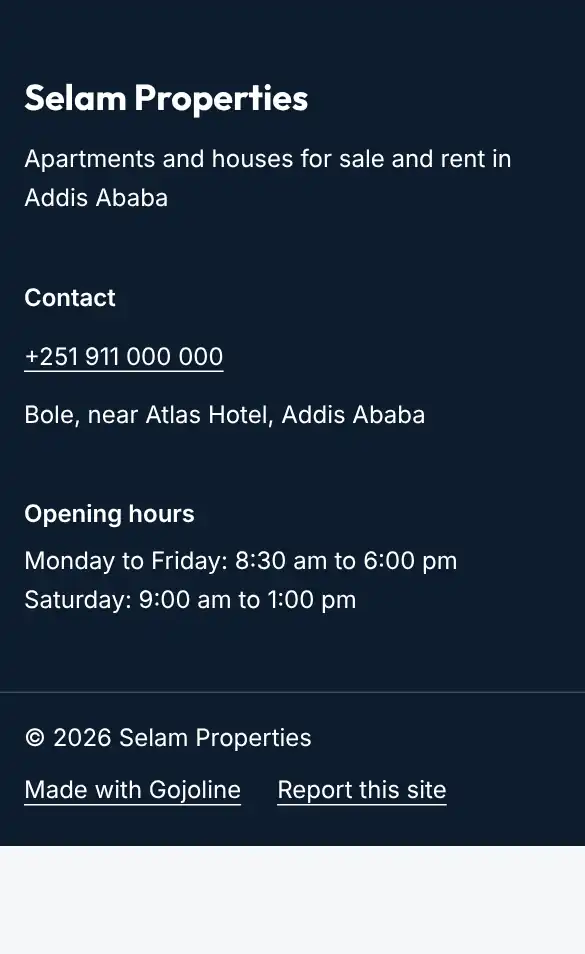 Selam Properties
Apartments and houses for sale and rent in
Addis Ababa
Contact
+251 911 000 000
Bole, near Atlas Hotel, Addis Ababa
Opening hours
Monday to Friday: 8:30 am to 6:00 pm
Saturday: 9:00 am to 1:00 pm
© 2026 Selam Properties
Made with Gojoline Report this site